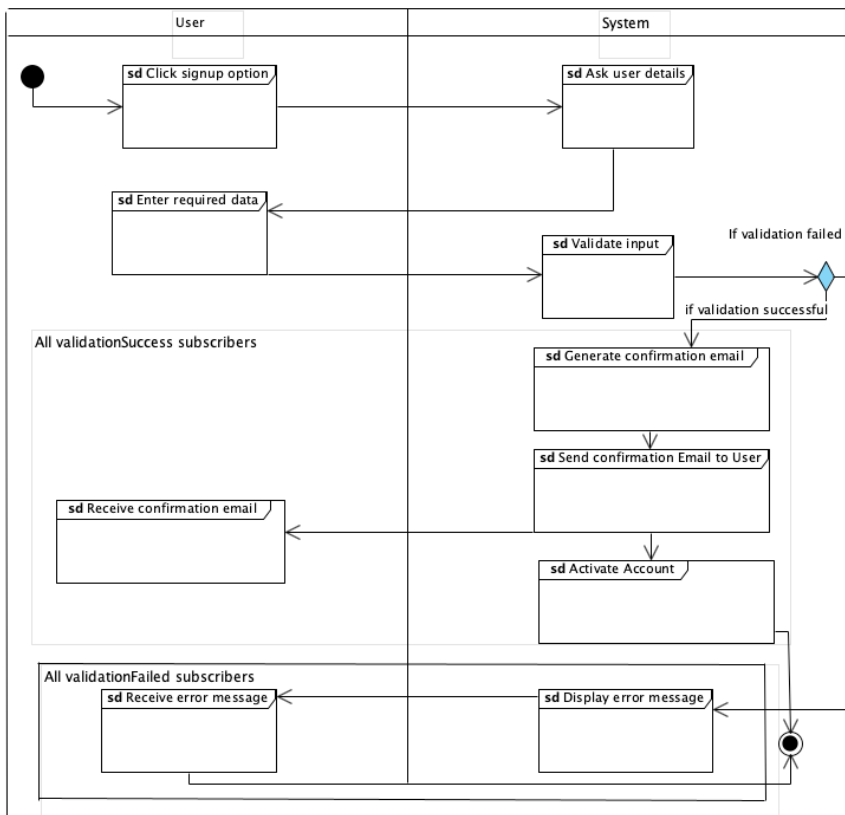 User
System
sd Click signup option
sd Ask user details
sd Enter required data
sd Validate input
If validation failed
if validation successful
All validationSuccess subscribers
sd Generate confirmation email
sd Send confirmation Email to User
sd Receive confirmation email
sd Activate Account
All validationFailed subscribers
sd Receive error message
sd Display error message